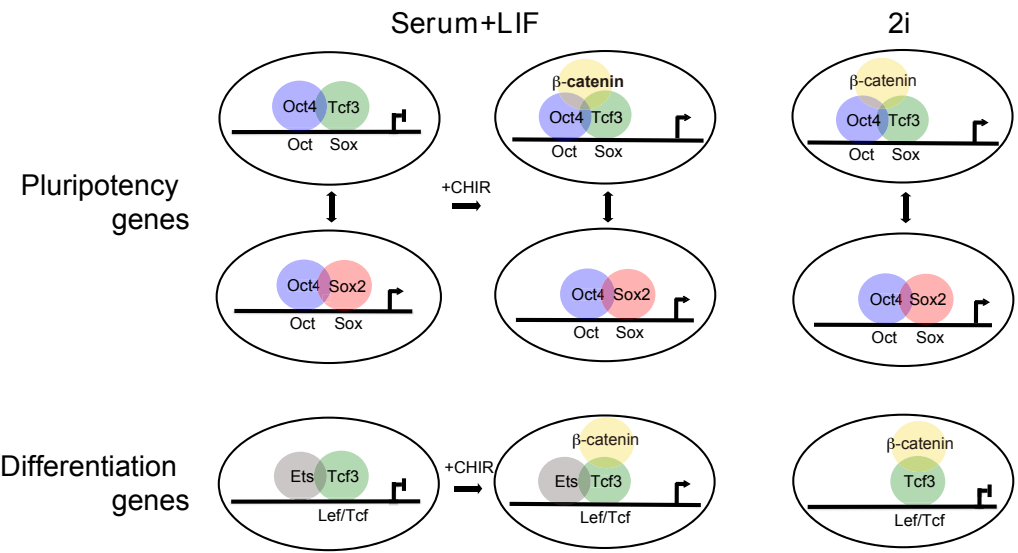 Serum+LIF 2i
β-catenin β-catenin
Oct4 Tcf3 Oct4 Tcf3 Oct4 Tcf3
Oct Sox Oct Sox Oct Sox
Pluripotency
genes
+CHIR
Oct4 Sox2 Oct4 Sox2 Oct4 Sox2
Oct Sox Oct Sox Oct Sox
β-catenin β-catenin
Differentiation
genes
+CHIR
Ets Tcf3 Ets Tcf3 Tcf3
Lef/Tcf Lef/Tcf Lef/Tcf